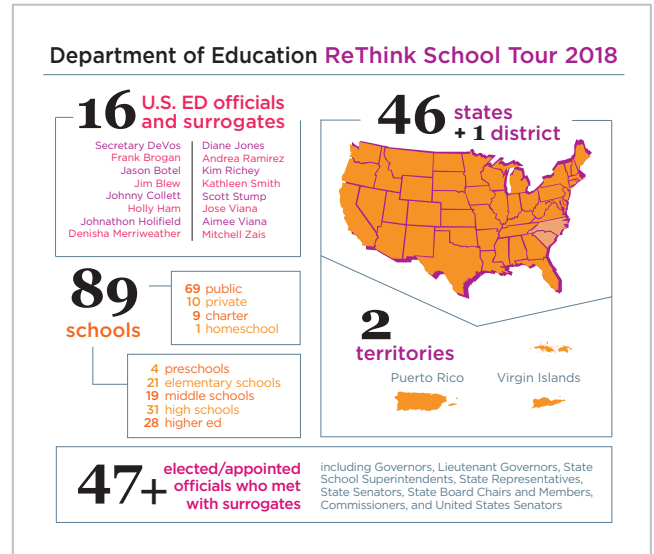 Department of Education ReThink School Tour 2018
16 U.S. ED officials
and surrogates
Secretary DeVos
Frank Brogan
Jason Botel
Jim Blew
Johnny Collett
Holly Ham
Johnathon Holifield
Denisha Merriweather
Diane Jones
Andrea Ramirez
Kim Richey
Kathleen Smith
Scott Stump
Jose Viana
Aimee Viana
Mitchell Zais
46 states
+ 1 district
89
schools
69 public
10 private
9 charter
1 homeschool
4 preschools
21 elementary schools
19 middle schools
31 high schools
28 higher ed
2
territories
Puerto Rico
Virgin Islands
47+ elected/appointed
officials who met
with surrogates
including Governors, Lieutenant Governors, State
School Superintendents, State Representatives,
State Senators, State Board Chairs and Members,
Commissioners, and United States Senators